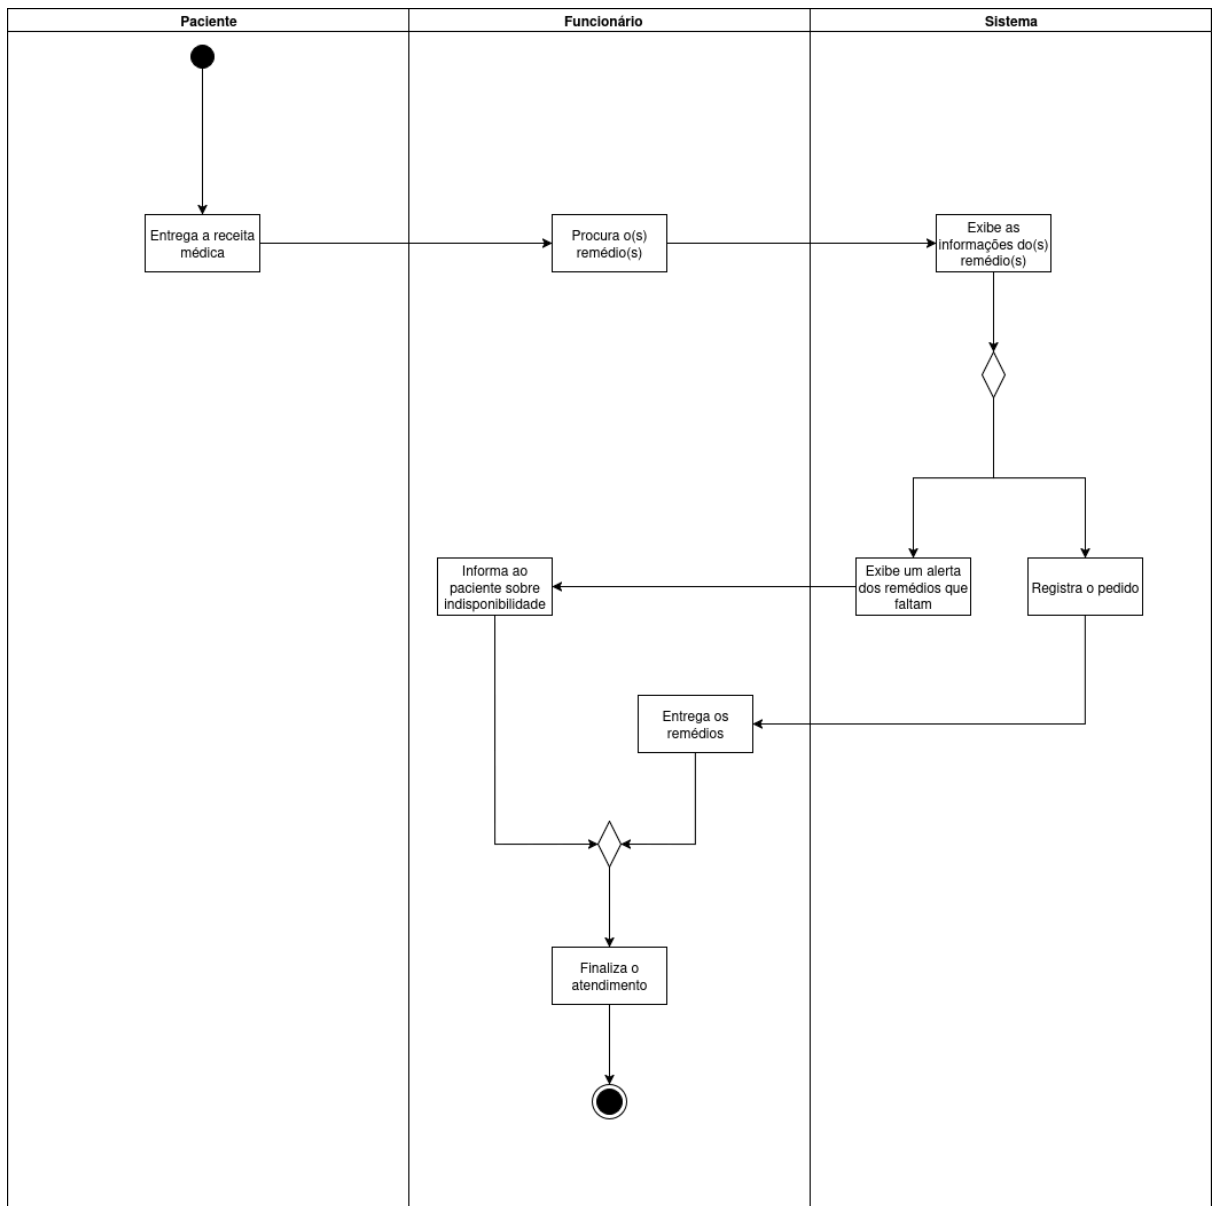 Paciente
Funcionário
Sistema
Entrega a receita
médica
Procura o(s)
remédio(s)
Exibe as
informações do(s)
remédio(s)
Informa ao
paciente sobre
indisponibilidade
Exibe um alerta
dos remédios que
faltam
Registra o pedido
Entrega os
remédios
Finaliza o
atendimento